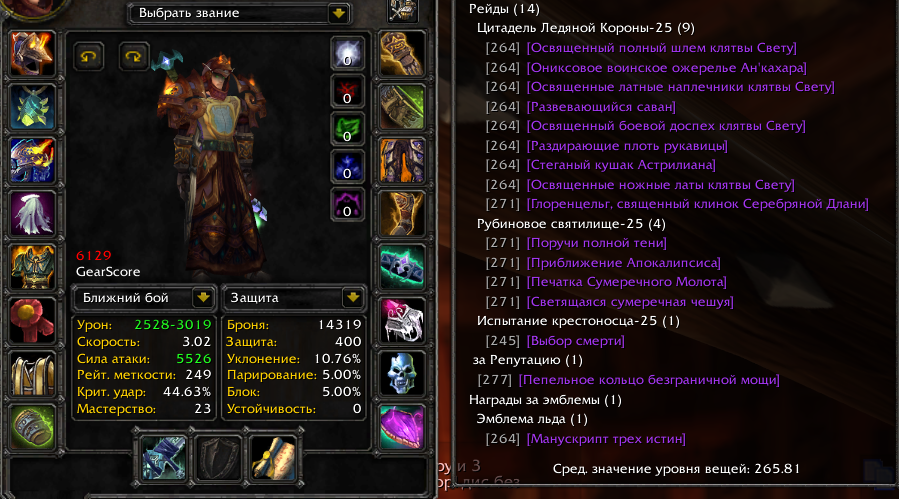 Выбрать звание
0
0
0
0
0
6129
GearScore
Ближний бой
Защита
Урон: 2528-3019
Скорость: 3.02
Сила атаки: 5526
Рейт. меткости: 249
Крит. удар: 44.63%
Мастерство: 23
Броня: 14319
Защита: 400
Уклонение: 10.76%
Парирование: 5.00%
Блок: 5.00%
Устойчивость: 0
Рейды (14)
Цитадель Ледяной Короны-25 (9)
[264] [Освященный полный шлем клятвы Свету]
[264] [Ониксовое воинское ожерелье Ан'кахара]
[264] [Освященные латные наплечники клятвы Свету]
[264] [Развевающийся саван]
[264] [Освященный боевой доспех клятвы Свету]
[264] [Раздирающие плоть рукавицы]
[264] [Стеганый кушак Астрилиана]
[264] [Освященные ножные латы клятвы Свету]
[271] [Глоренцельг, священный клинок Серебряной Длани]
Рубиновое святилище-25 (4)
[271] [Поручи полной тени]
[271] [Приближение Апокалипсиса]
[271] [Печатка Сумеречного Молота]
[271] [Светящаяся сумеречная чешуя]
Испытание крестоносца-25 (1)
[245] [Выбор смерти]
за Репутацию (1)
[277] [Пепельное кольцо безграничной мощи]
Награды за эмблемы (1)
Эмблема льда (1)
[264] [Манускрипт трех истин]
Сред. значение уровня вещей: 265.81